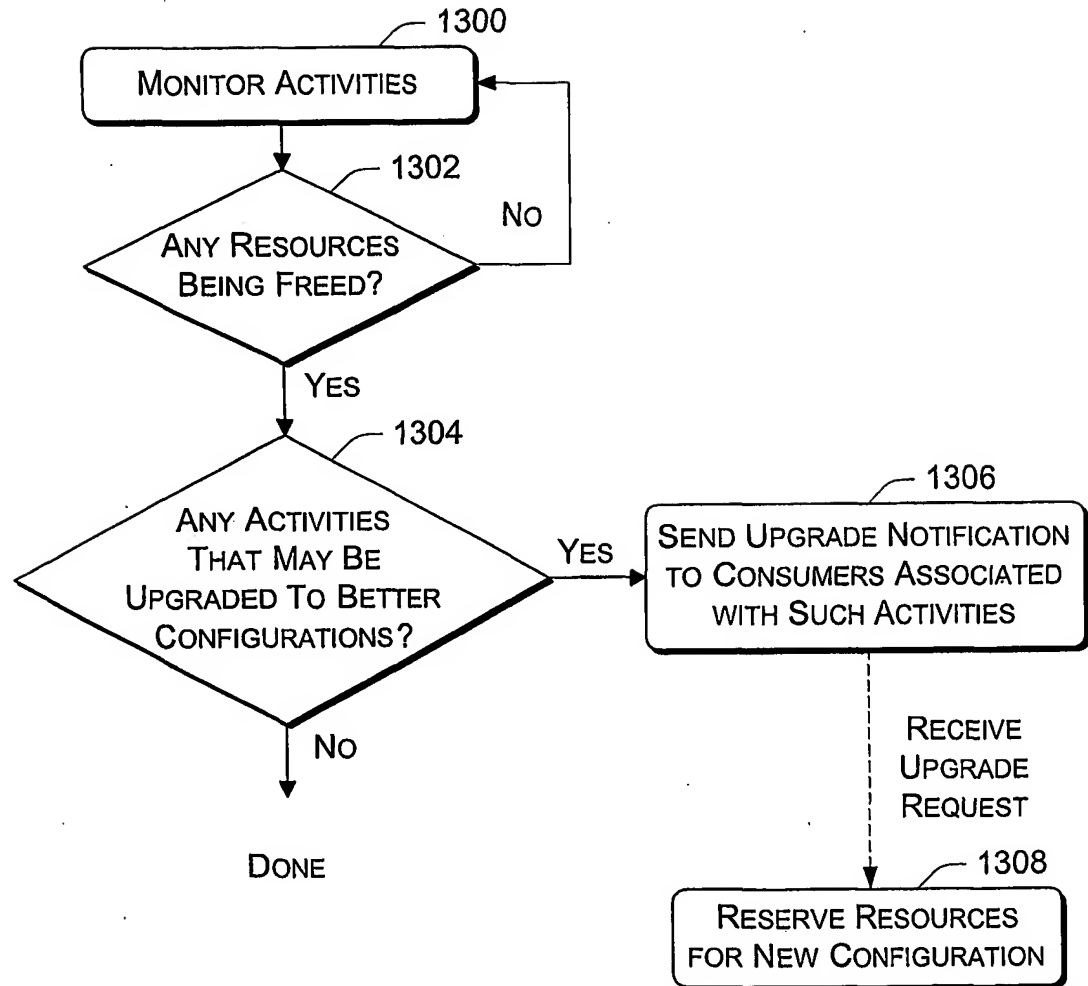 1300
MONITOR ACTIVITIES
1302
ANY RESOURCES
BEING FREED?
NO
YES
1304
ANY ACTIVITIES
THAT MAY BE
UPGRADED TO BETTER
CONFIGURATIONS?
YES
1306
SEND UPGRADE NOTIFICATION
TO CONSUMERS ASSOCIATED
WITH SUCH ACTIVITIES
NO
DONE
RECEIVE
UPGRADE
REQUEST
1308
RESERVE RESOURCES
FOR NEW CONFIGURATION